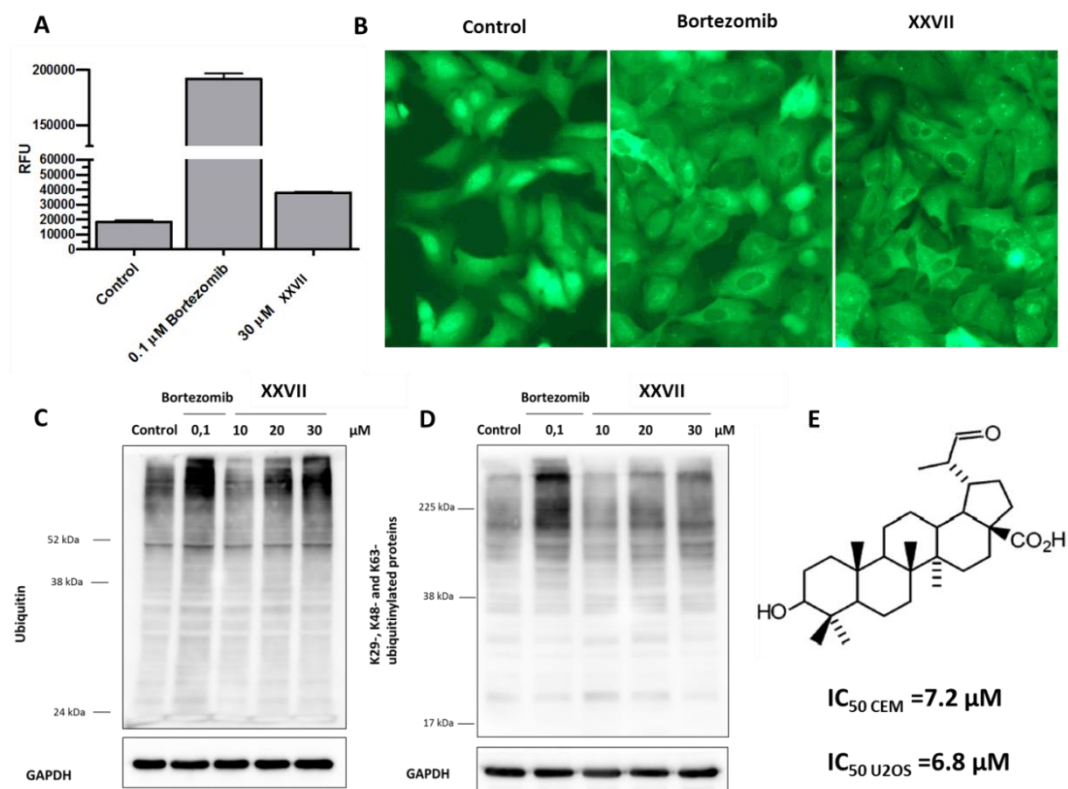 A
200000
150000
60000
50000
40000
30000
20000
10000
0
RFU
Control
0.1 µM Bortezomib
30 µM XXVII
B
Control
Bortezomib
XXVII
C
Bortezomib
XXVII
Control
0,1
10
20
30
µM
52 kDa
38 kDa
24 kDa
Ubiquitin
GAPDH
D
Bortezomib
XXVII
Control
0,1
10
20
30
µM
225 kDa
38 kDa
17 kDa
K29-, K48- and K63-
ubiquitinylated proteins
GAPDH
E
O
CO2H
HO
IC50 CEM =7.2 µM
IC50 U2OS =6.8 µM